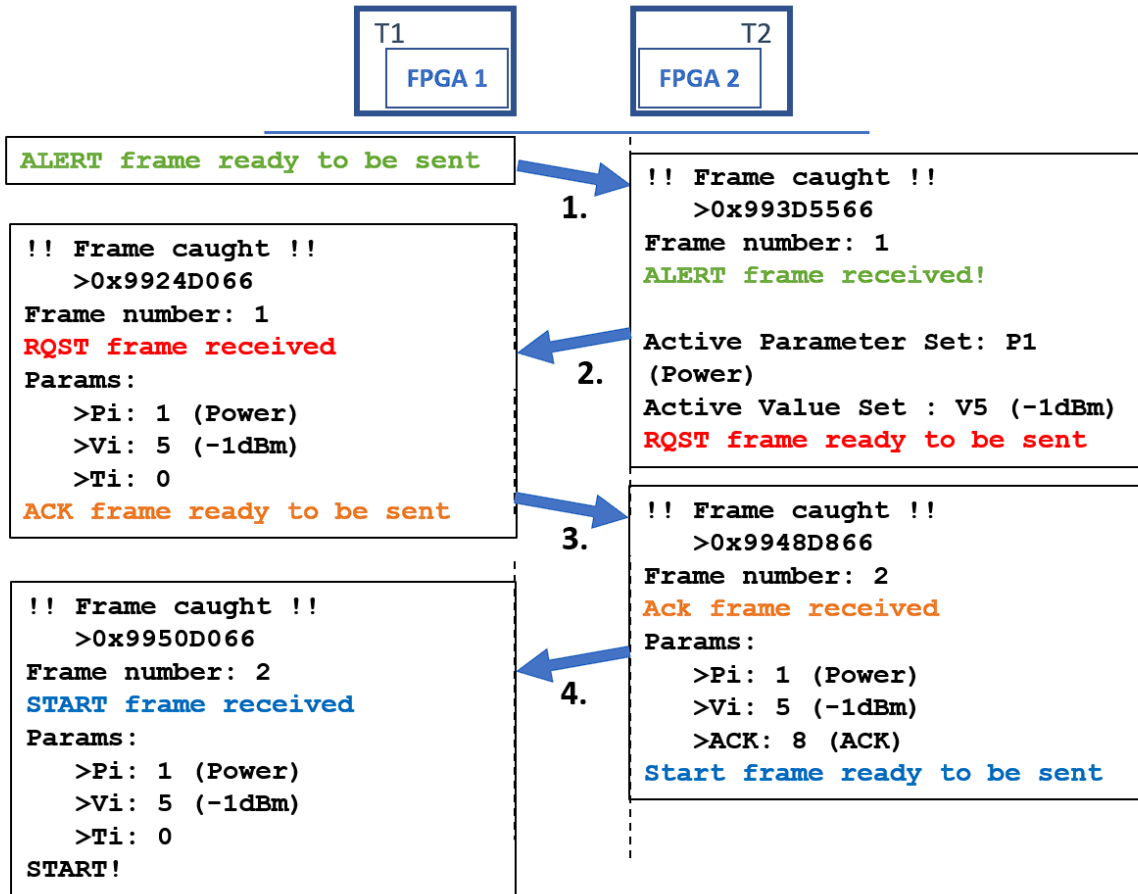 T1
FPGA 1
T2
FPGA 2
ALERT frame ready to be sent
1.
!! Frame caught !!
>0x993D5566
Frame number: 1
ALERT frame received!
Active Parameter Set: P1
(Power)
Active Value Set : V5 (-1dBm)
RQST frame ready to be sent
2.
!! Frame caught !!
>0x9924D066
Frame number: 1
RQST frame received
Params:
>Pi: 1 (Power)
>Vi: 5 (-1dBm)
>Ti: 0
ACK frame ready to be sent
3.
!! Frame caught !!
>0x9948D866
Frame number: 2
Ack frame received
Params:
>Pi: 1 (Power)
>Vi: 5 (-1dBm)
>ACK: 8 (ACK)
Start frame ready to be sent
4.
!! Frame caught !!
>0x9950D066
Frame number: 2
START frame received
Params:
>Pi: 1 (Power)
>Vi: 5 (-1dBm)
>Ti: 0
START!